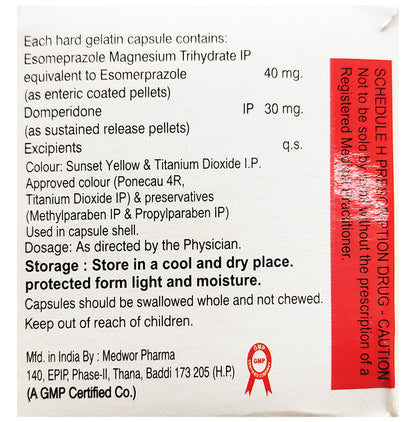 Each hard gelatin capsule contains:
Esomeprazole Magnesium Trihydrate IP
equivalent to Esomerprazole 40 mg.
(as enteric coated pellets)
Domperidone IP 30 mg.
(as sustained release pellets)
Excipients q.s.
Colour: Sunset Yellow & Titanium Dioxide I.P.
Approved colour (Ponecau 4R,
Titanium Dioxide IP) & preservatives
(Methylparaben IP & Propylparaben IP)
Used in capsule shell.
Dosage: As directed by the Physician.
Storage : Store in a cool and dry place.
protected form light and moisture.
Capsules should be swallowed whole and not chewed.
Keep out of reach of children.
Mfd. in India By : Medwor Pharma
140, EPIP, Phase-II, Thana, Baddi 173 205 (H.P.)
(A GMP Certified Co.)
GMP
GMP
SCHEDULE H PRESCRIPTION DRUG - CAUTION
Not to be sold by retail without the prescription of a
Registered Medical Practitioner.